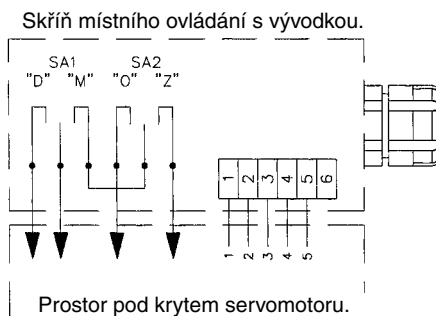 Skříň místního ovládání s vývodkou.
SA1 SA2
"D" "M" "O" "Z"
1 2 3 4 5 6
1 2 3 4 5
Prostor pod krytem servomotoru.